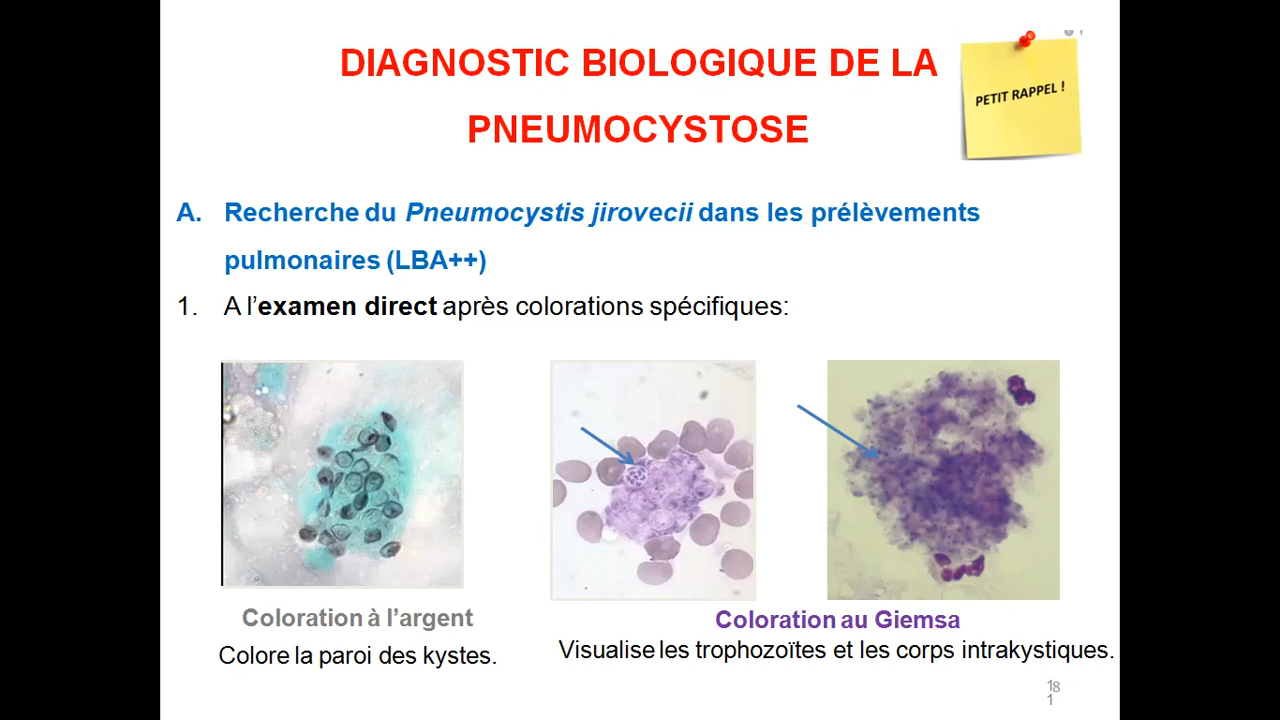 DIAGNOSTIC BIOLOGIQUE DE LA
PNEUMOCYSTOSE
PETIT RAPPEL !
A. Recherche du Pneumocystis jirovecii dans les prélèvements
pulmonaires (LBA++)
1. A l’examen direct après colorations spécifiques:
Coloration à l’argent
Colore la paroi des kystes.
Coloration au Giemsa
Visualise les trophozoïtes et les corps intrakystiques.
18
1